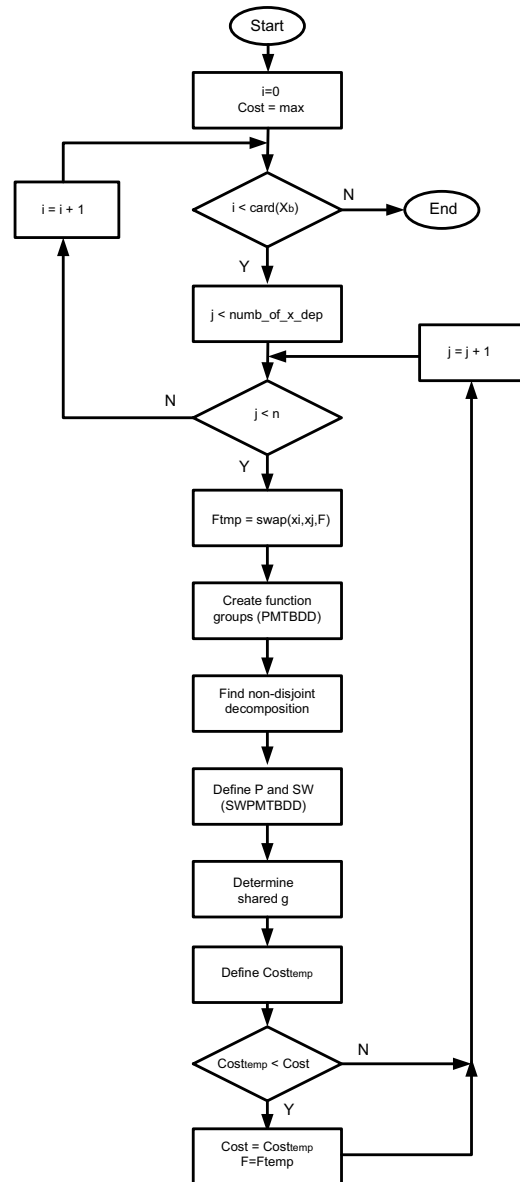 Start
i=0
Cost = max
i = i + 1
i < card(Xb)
N
End
Y
j < numb_of_x_dep
j = j + 1
N
j < n
Y
Ftmp = swap(xi,xj,F)
Create function
groups (PMTBDD)
Find non-disjoint
decomposition
Define P and SW
(SWPMTBDD)
Determine
shared g
Define Costtemp
Costtemp < Cost
N
Y
Cost = Costtemp
F=Ftemp